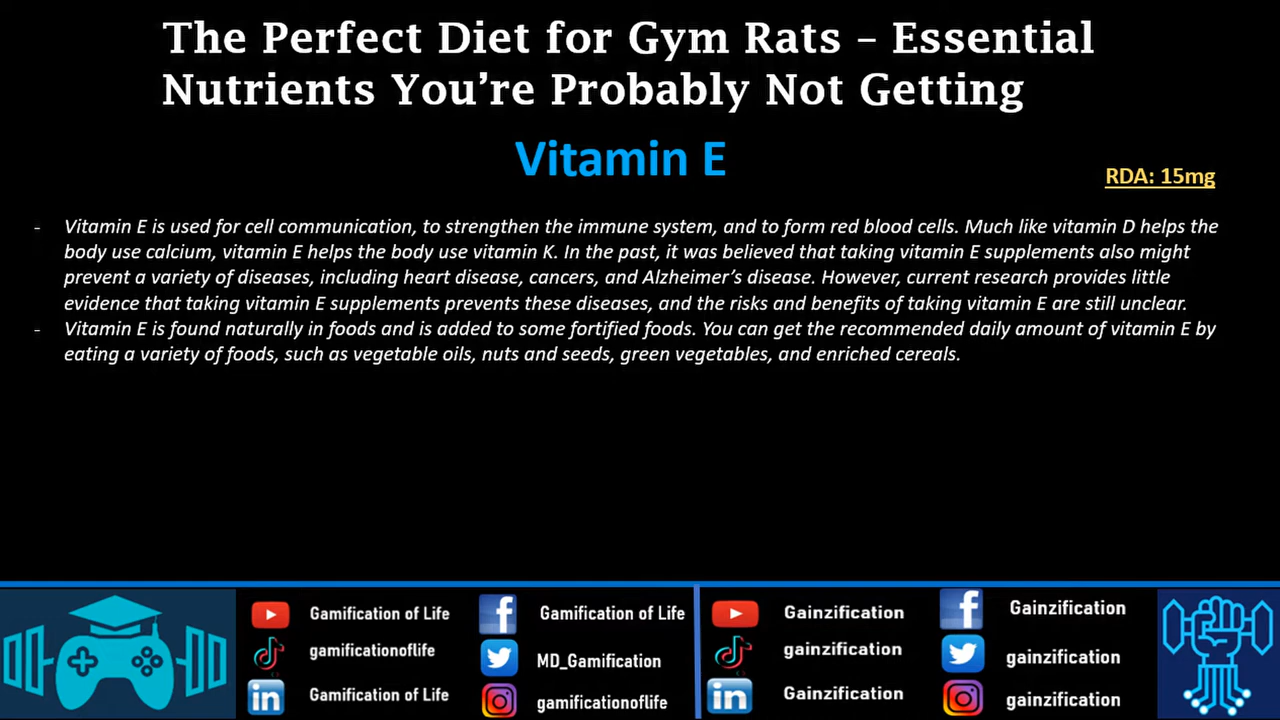 The Perfect Diet for Gym Rats – Essential
Nutrients You’re Probably Not Getting
Vitamin E
RDA: 15mg
- Vitamin E is used for cell communication, to strengthen the immune system, and to form red blood cells. Much like vitamin D helps the
body use calcium, vitamin E helps the body use vitamin K. In the past, it was believed that taking vitamin E supplements also might
prevent a variety of diseases, including heart disease, cancers, and Alzheimer’s disease. However, current research provides little
evidence that taking vitamin E supplements prevents these diseases, and the risks and benefits of taking vitamin E are still unclear.
- Vitamin E is found naturally in foods and is added to some fortified foods. You can get the recommended daily amount of vitamin E by
eating a variety of foods, such as vegetable oils, nuts and seeds, green vegetables, and enriched cereals.
Gamification of Life
gamificationoflife
in Gamification of Life
f Gamification of Life
MD_Gamification
gamificationoflife
Gainzification
gainzification
in Gainzification
f Gainzification
gainzification
gainzification